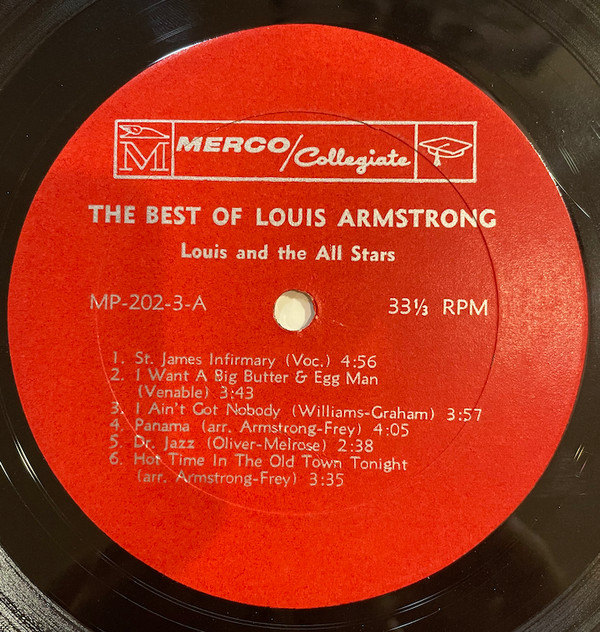 M MERCO/Collegiate
THE BEST OF LOUIS ARMSTRONG
Louis and the All Stars
MP-202-3-A 33⅓ RPM
1. St. James Infirmary (Voc.) 4:56
2. I Want A Big Butter & Egg Man
(Venable) 3:43
3. I Ain't Got Nobody (Williams-Graham) 3:57
4. Panama (arr. Armstrong-Frey) 4:05
5. Dr. Jazz (Oliver-Melrose) 2:38
6. Hot Time In The Old Town Tonight
(arr. Armstrong-Frey) 3:35